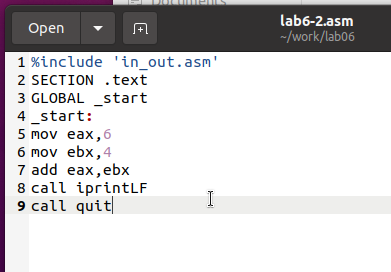 Documents
Open
lab6-2.asm
~/work/lab06
1 %include 'in_out.asm'
2 SECTION .text
3 GLOBAL _start
4 _start:
5 mov eax,6
6 mov ebx,4
7 add eax,ebx
8 call iprintLF
9 call quit